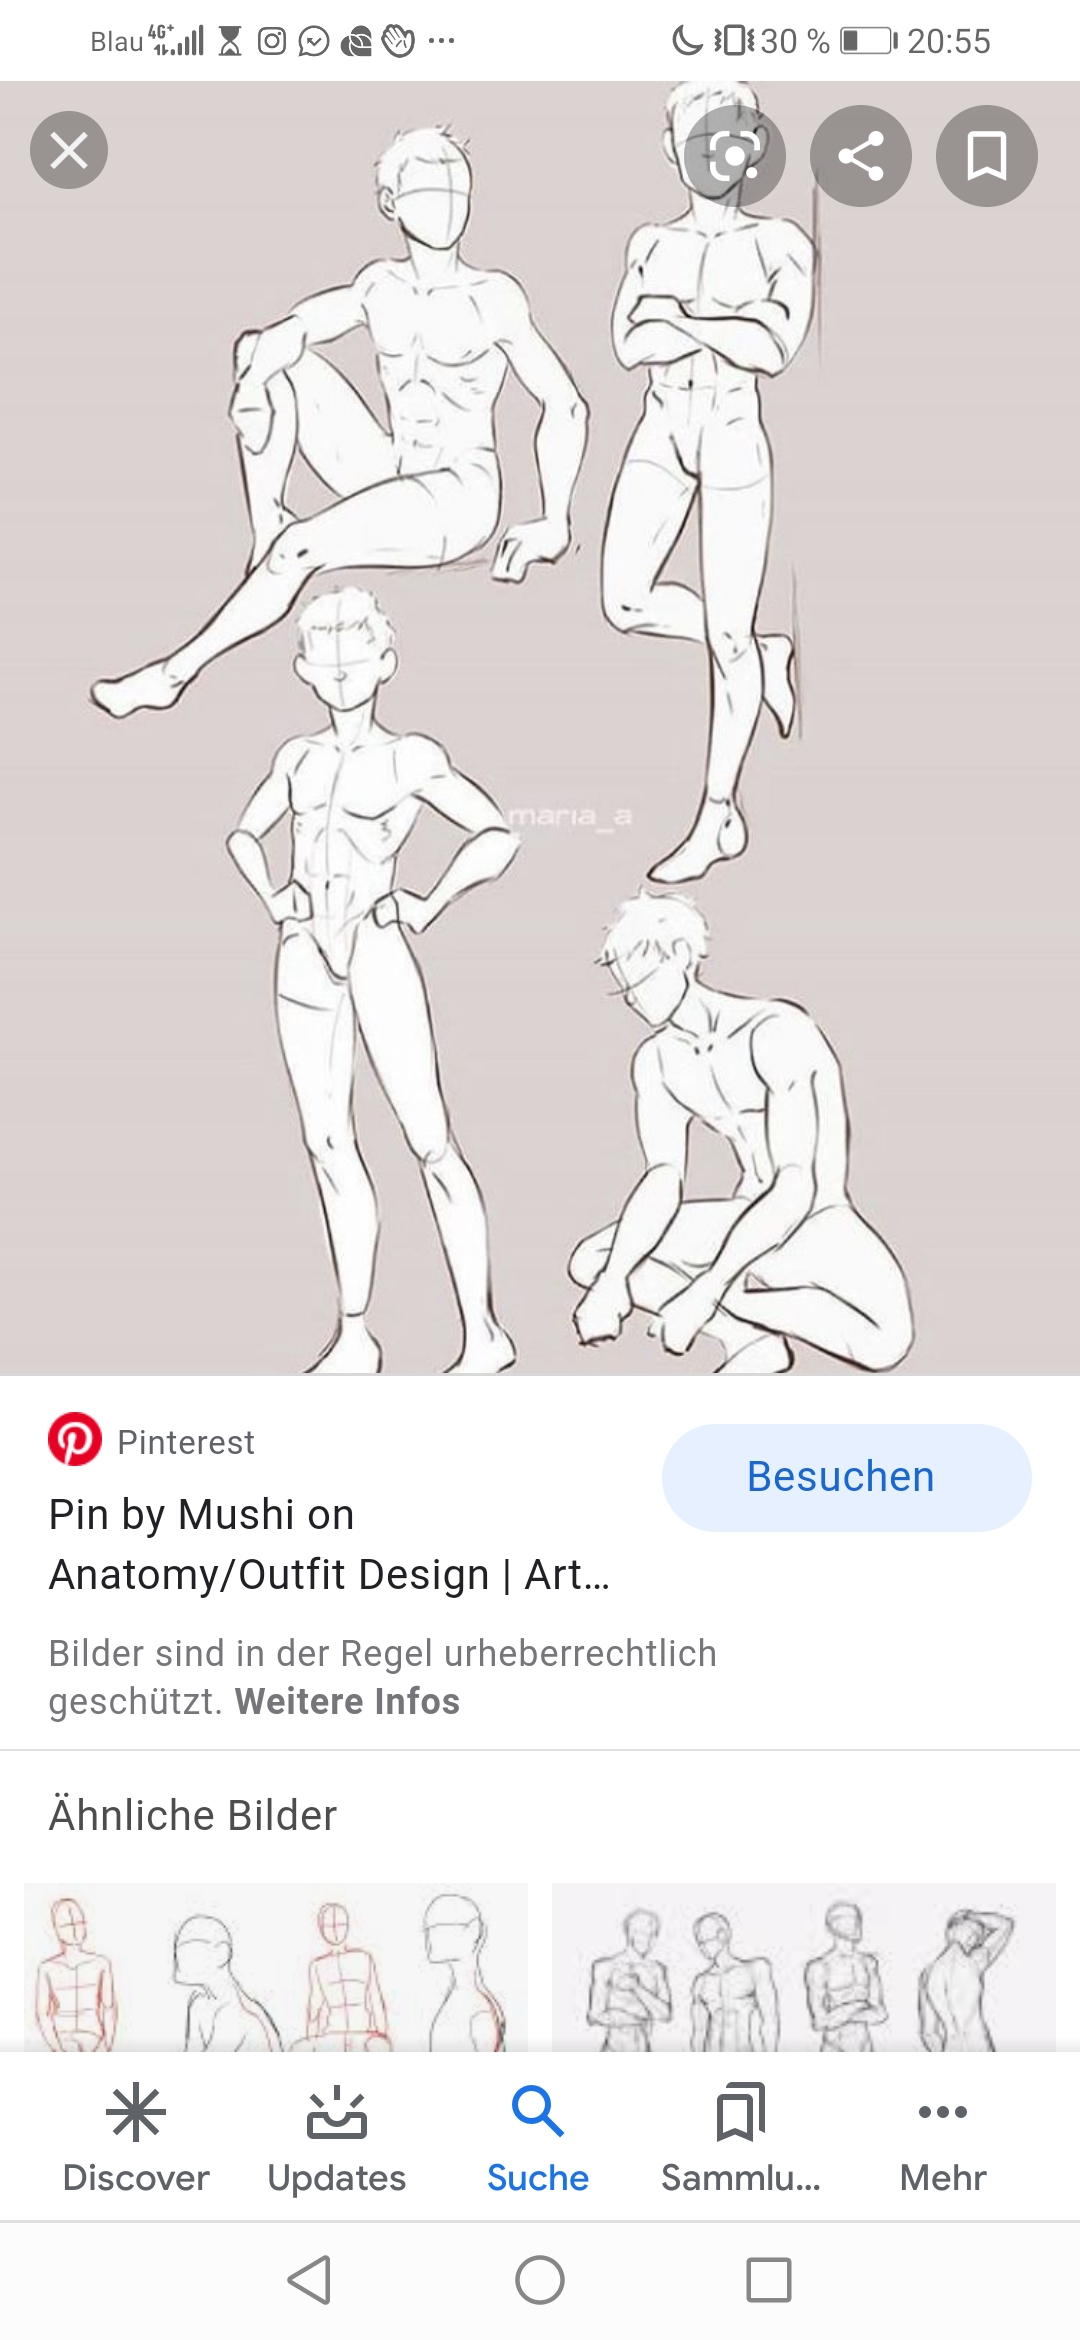 Blau 4G+ 30 % 20:55
maria_a
Pinterest
Besuchen
Pin by Mushi on
Anatomy/Outfit Design | Art...
Bilder sind in der Regel urheberrechtlich
geschützt. Weitere Infos
Ähnliche Bilder
Discover Updates Suche Sammlu... Mehr